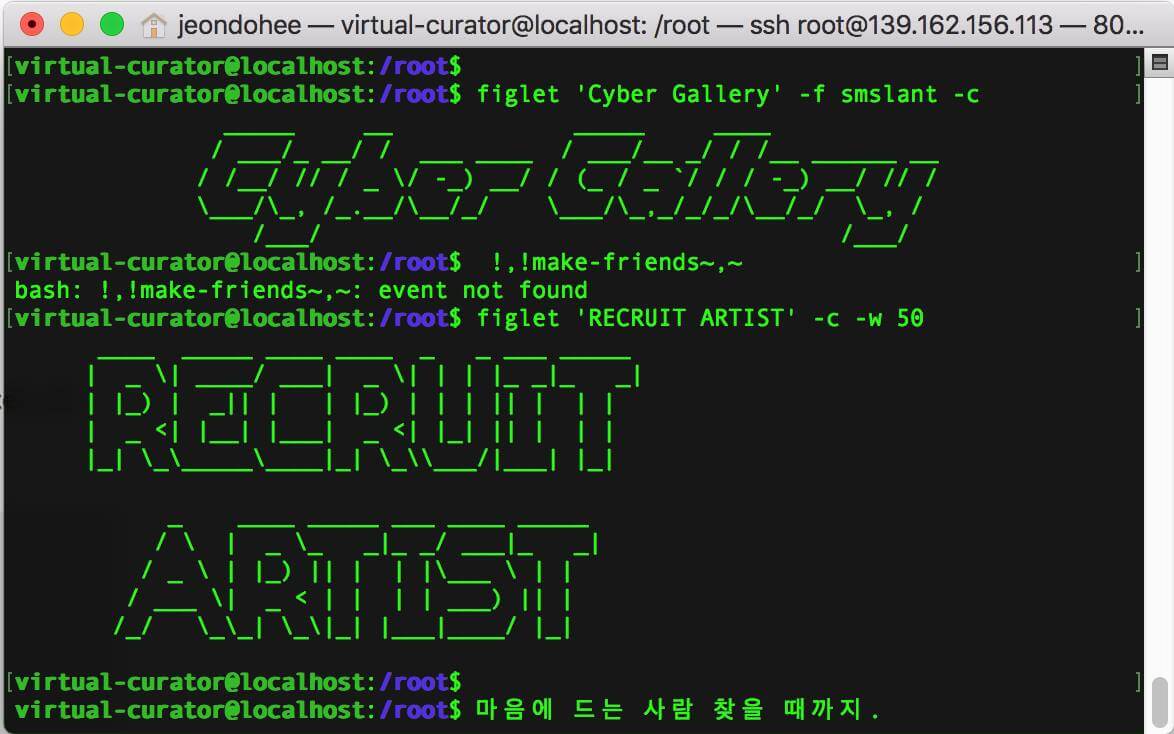 jeondohee — virtual-curator@localhost: /root — ssh root@139.162.156.113 — 80...
[virtual-curator@localhost:/root$ ]
[virtual-curator@localhost:/root$ figlet 'Cyber Gallery' -f smslant -c ]
Cyber Gallery
[virtual-curator@localhost:/root$  !,!make-friends~,~ ]
bash: !,!make-friends~,~: event not found
[virtual-curator@localhost:/root$ figlet 'RECRUIT ARTIST' -c -w 50 ]
RECRUIT
ARTIST
[virtual-curator@localhost:/root$ ]
virtual-curator@localhost:/root$ 마음에 드는 사람 찾을 때까지.